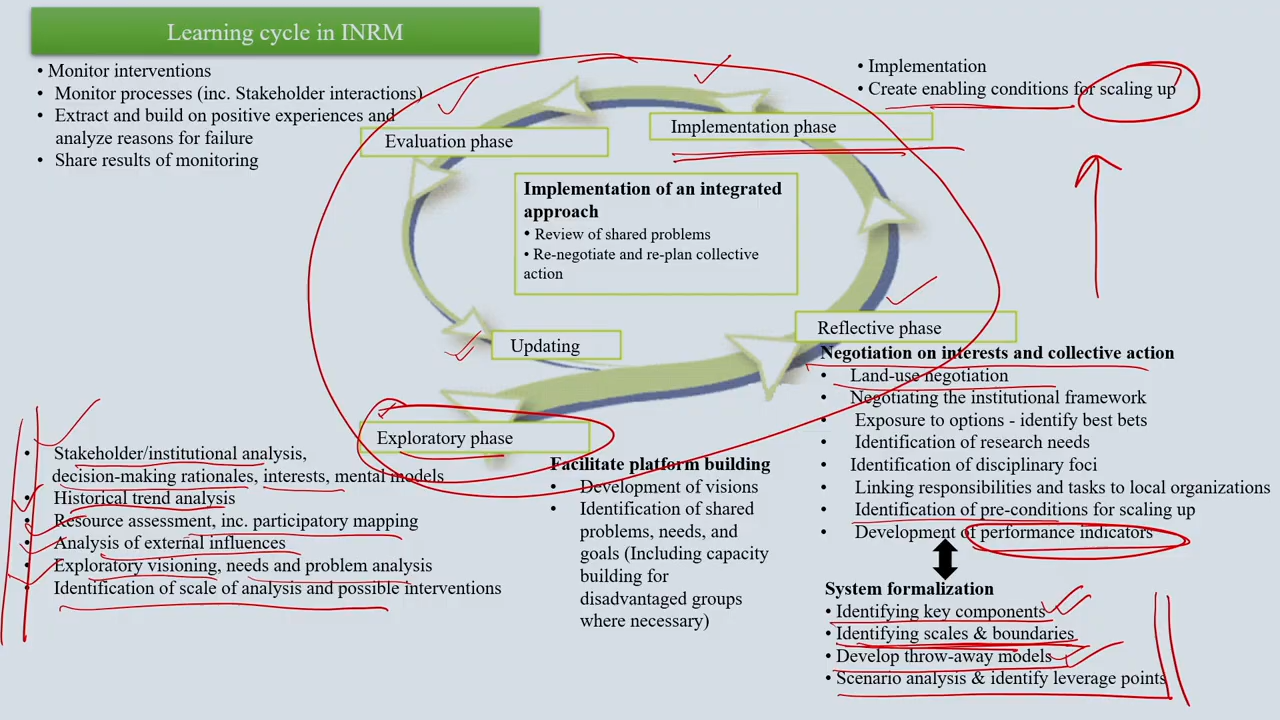 Learning cycle in INRM
• Monitor interventions
• Monitor processes (inc. Stakeholder interactions)
• Extract and build on positive experiences and
analyze reasons for failure
• Share results of monitoring
• Implementation
• Create enabling conditions for scaling up
Evaluation phase
Implementation phase
Implementation of an integrated
approach
• Review of shared problems
• Re-negotiate and re-plan collective
action
Updating
Reflective phase
Negotiation on interests and collective action
• Land-use negotiation
• Negotiating the institutional framework
• Exposure to options - identify best bets
• Identification of research needs
• Identification of disciplinary foci
• Linking responsibilities and tasks to local organizations
• Identification of pre-conditions for scaling up
• Development of performance indicators
System formalization
• Identifying key components
• Identifying scales & boundaries
• Develop throw-away models
• Scenario analysis & identify leverage points
Exploratory phase
• Stakeholder/institutional analysis,
decision-making rationales, interests, mental models
• Historical trend analysis
• Resource assessment, inc. participatory mapping
• Analysis of external influences
• Exploratory visioning, needs and problem analysis
• Identification of scale of analysis and possible interventions
Facilitate platform building
• Development of visions
• Identification of shared
problems, needs, and
goals (Including capacity
building for
disadvantaged groups
where necessary)